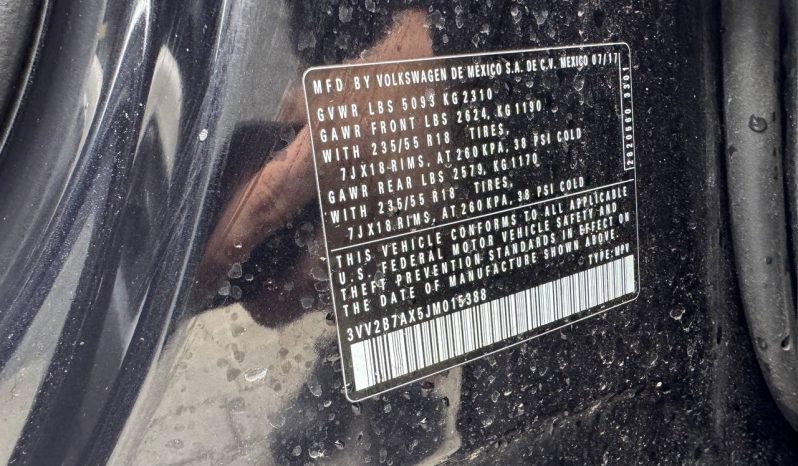 MFD BY VOLKSWAGEN DE MEXICO S.A. DE C.V. MEXICO 07/17
GVWR LBS 5093 KG 2310
GAWR FRONT LBS 2624, KG 1190
WITH 235/55 R18 TIRES,
7JX18 RIMS, AT 260 KPA, 38 PSI COLD
GAWR REAR LBS 2579, KG 1170
WITH 235/55 R18 TIRES,
7JX18 RIMS, AT 260 KPA, 38 PSI COLD
THIS VEHICLE CONFORMS TO ALL APPLICABLE
U.S. FEDERAL MOTOR VEHICLE SAFETY AND
THEFT PREVENTION STANDARDS IN EFFECT ON
THE DATE OF MANUFACTURE SHOWN ABOVE.
TYPE: MPV
3VV2B7AX5JM015388